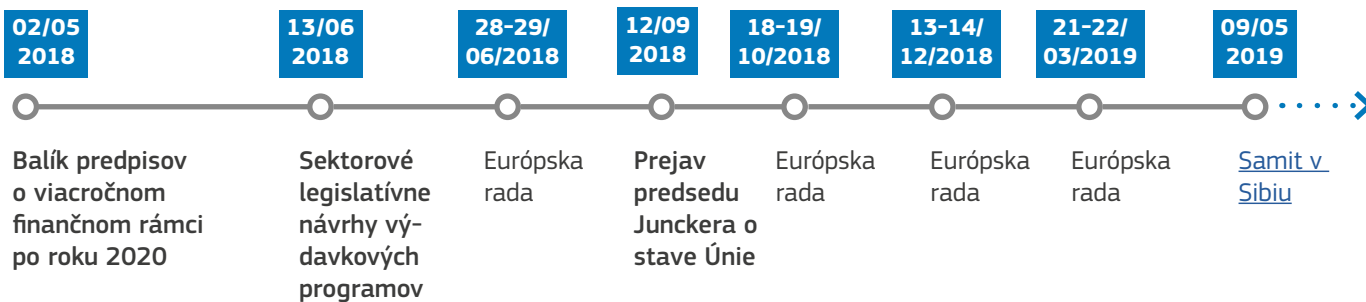 02/05
2018
13/06
2018
28-29/
06/2018
12/09
2018
18-19/
10/2018
13-14/
12/2018
21-22/
03/2019
09/05
2019
Balík predpisov
o viacročnom
finančnom rámci
po roku 2020
Sektorové
legislatívne
návrhy vý-
davkových
programov
Európska
rada
Prejav
predsedu
Junckera o
stave Únie
Európska
rada
Európska
rada
Európska
rada
Samit v
Sibiu